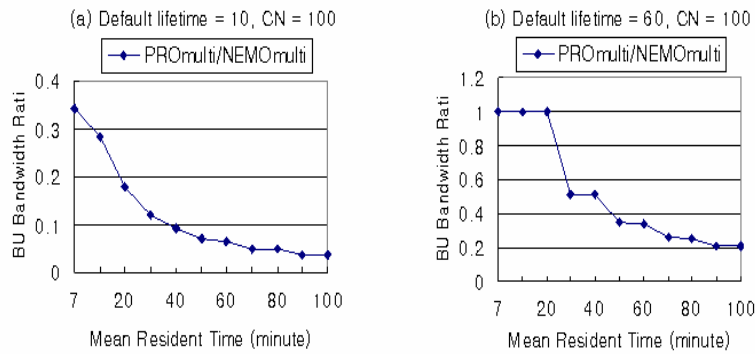 (a) Default lifetime = 10, CN = 100
PROmulti/NEMOmulti
BU Bandwidth Rati
0.4
0.3
0.2
0.1
0
7 20 40 60 80 100
Mean Resident Time (minute)
(b) Default lifetime = 60, CN = 100
PROmulti/NEMOmulti
BU Bandwidth Rati
1.2
1
0.8
0.6
0.4
0.2
0
7 20 40 60 80 100
Mean Resident Time (minute)